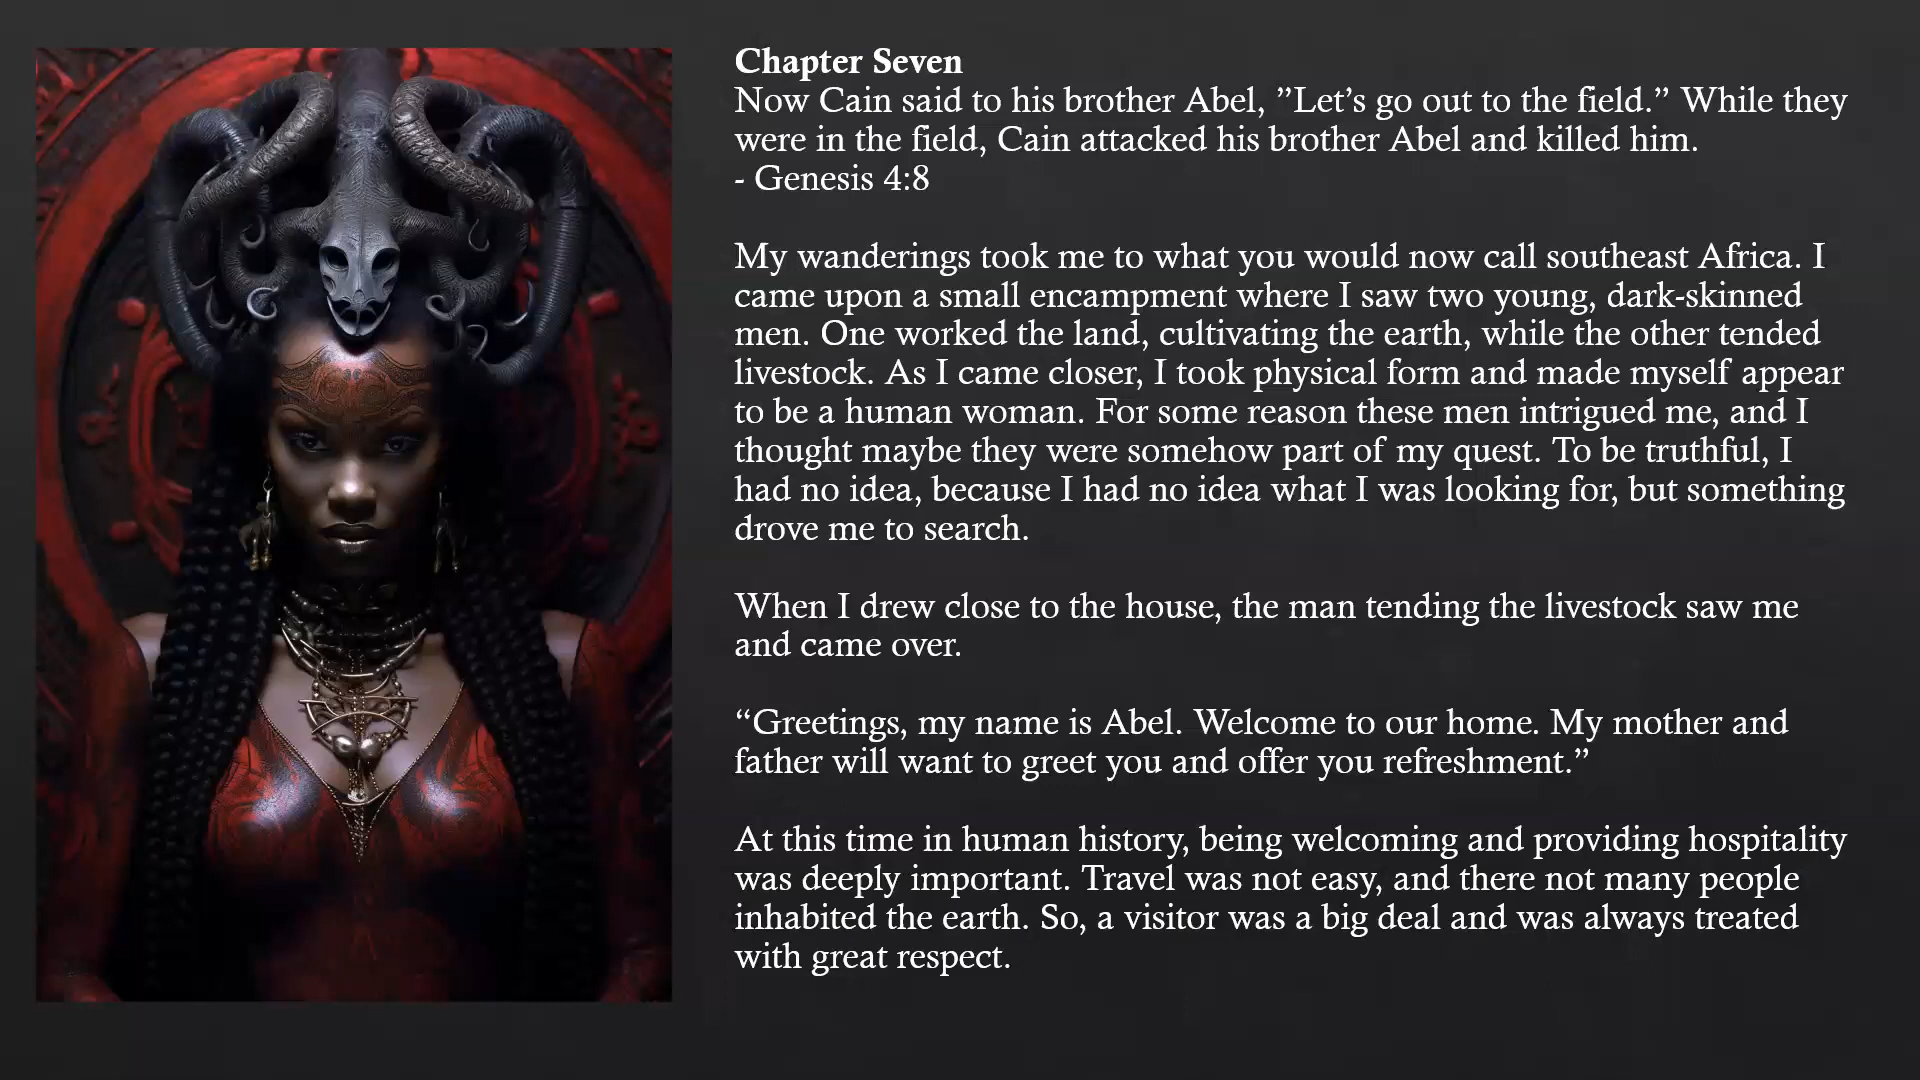 Chapter Seven
Now Cain said to his brother Abel, ”Let’s go out to the field.” While they
were in the field, Cain attacked his brother Abel and killed him.
- Genesis 4:8
My wanderings took me to what you would now call southeast Africa. I
came upon a small encampment where I saw two young, dark-skinned
men. One worked the land, cultivating the earth, while the other tended
livestock. As I came closer, I took physical form and made myself appear
to be a human woman. For some reason these men intrigued me, and I
thought maybe they were somehow part of my quest. To be truthful, I
had no idea, because I had no idea what I was looking for, but something
drove me to search.
When I drew close to the house, the man tending the livestock saw me
and came over.
“Greetings, my name is Abel. Welcome to our home. My mother and
father will want to greet you and offer you refreshment.”
At this time in human history, being welcoming and providing hospitality
was deeply important. Travel was not easy, and there not many people
inhabited the earth. So, a visitor was a big deal and was always treated
with great respect.